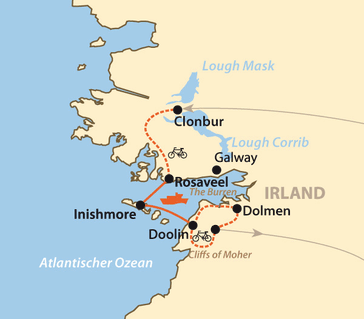 Lough Mask
Clonbur
Lough Corrib
Galway
Rosaveel
The Burren
IRLAND
Inishmore
Dolmen
Doolin
Cliffs of Moher
Atlantischer Ozean